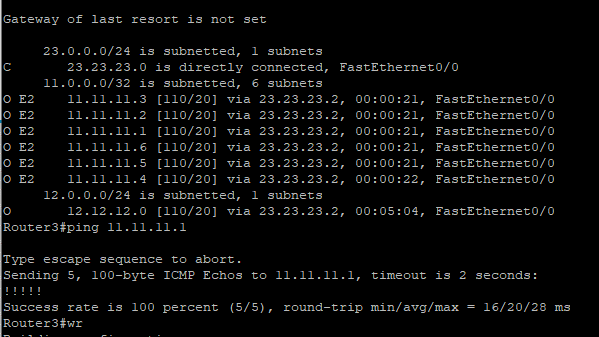 Gateway of last resort is not set
     23.0.0.0/24 is subnetted, 1 subnets
C       23.23.23.0 is directly connected, FastEthernet0/0
     11.0.0.0/32 is subnetted, 6 subnets
O E2    11.11.11.3 [110/20] via 23.23.23.2, 00:00:21, FastEthernet0/0
O E2    11.11.11.2 [110/20] via 23.23.23.2, 00:00:21, FastEthernet0/0
O E2    11.11.11.1 [110/20] via 23.23.23.2, 00:00:21, FastEthernet0/0
O E2    11.11.11.6 [110/20] via 23.23.23.2, 00:00:21, FastEthernet0/0
O E2    11.11.11.5 [110/20] via 23.23.23.2, 00:00:21, FastEthernet0/0
O E2    11.11.11.4 [110/20] via 23.23.23.2, 00:00:22, FastEthernet0/0
     12.0.0.0/24 is subnetted, 1 subnets
O       12.12.12.0 [110/20] via 23.23.23.2, 00:05:04, FastEthernet0/0
Router3#ping 11.11.11.1
Type escape sequence to abort.
Sending 5, 100-byte ICMP Echos to 11.11.11.1, timeout is 2 seconds:
!!!!!
Success rate is 100 percent (5/5), round-trip min/avg/max = 16/20/28 ms
Router3#wr